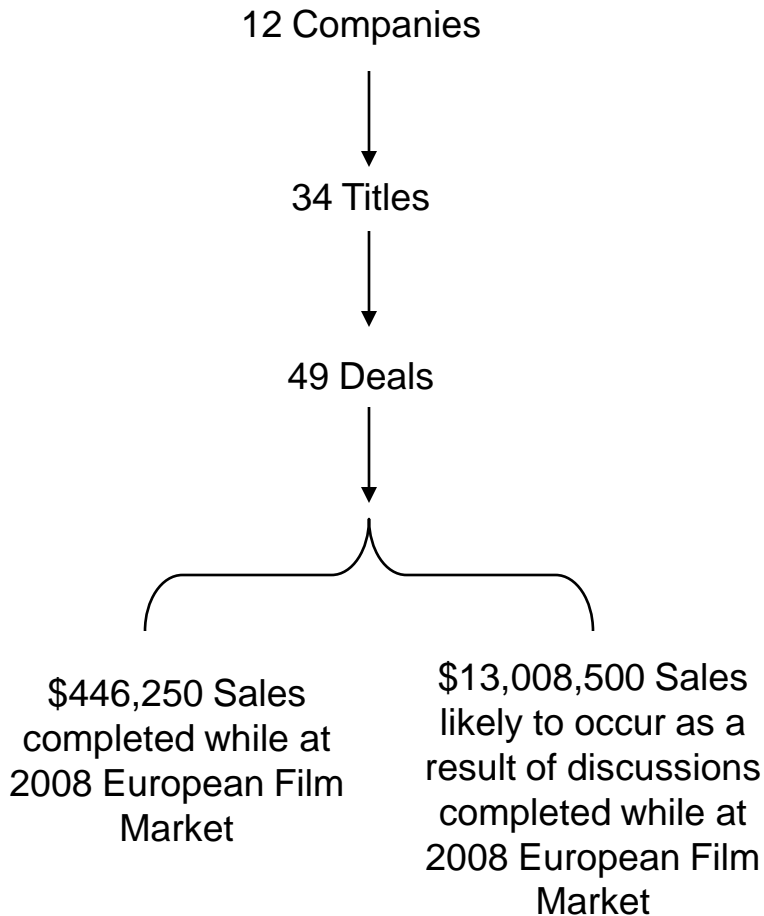 12 Companies
34 Titles
49 Deals
$446,250 Sales
completed while at
2008 European Film
Market
$13,008,500 Sales
likely to occur as a
result of discussions
completed while at
2008 European Film
Market